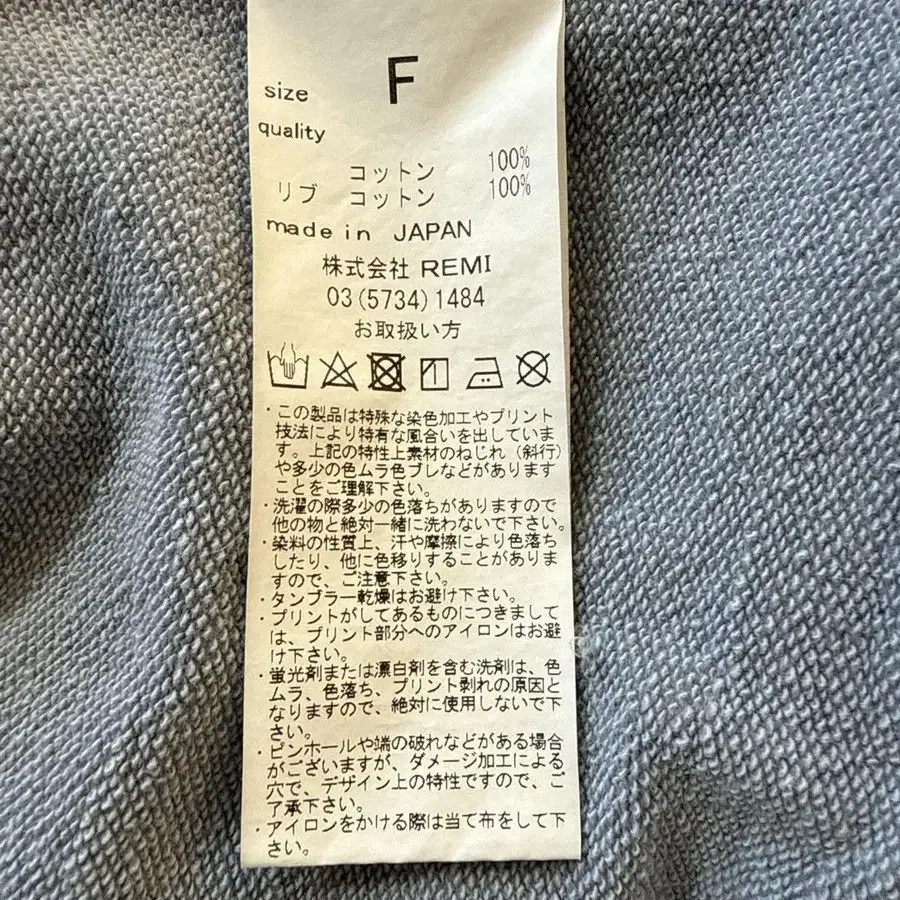 size F
quality
コットン 100%
リブ コットン 100%
made in JAPAN
株式会社 REMI
03(5734)1484
お取扱い方
・この製品は特殊な染色加工やプリント
技法により特有な風合いを出していま
す。上記の特性上素材のねじれ（斜行）
や多少の色ムラ色ブレなどがあります
ことをご理解下さい。
・洗濯の際多少の色落ちがありますので
他の物と絶対一緒に洗わないで下さい。
・染料の性質上、汗や摩擦により色落ち
したり、他に色移りすることがありま
すので、ご注意下さい。
・タンブラー乾燥はお避け下さい。
・プリントがしてあるものにつきまして
は、プリント部分へのアイロンはお避
け下さい。
・蛍光剤または漂白剤を含む洗剤は、色
ムラ、色落ち、プリント剥れの原因と
なりますので、絶対に使用しないで下
さい。
・ピンホールや端の破れなどがある場合
がございますが、ダメージ加工による
穴で、デザイン上の特性ですので、ご
了承下さい。
・アイロンをかける際は当て布をして下
さい。